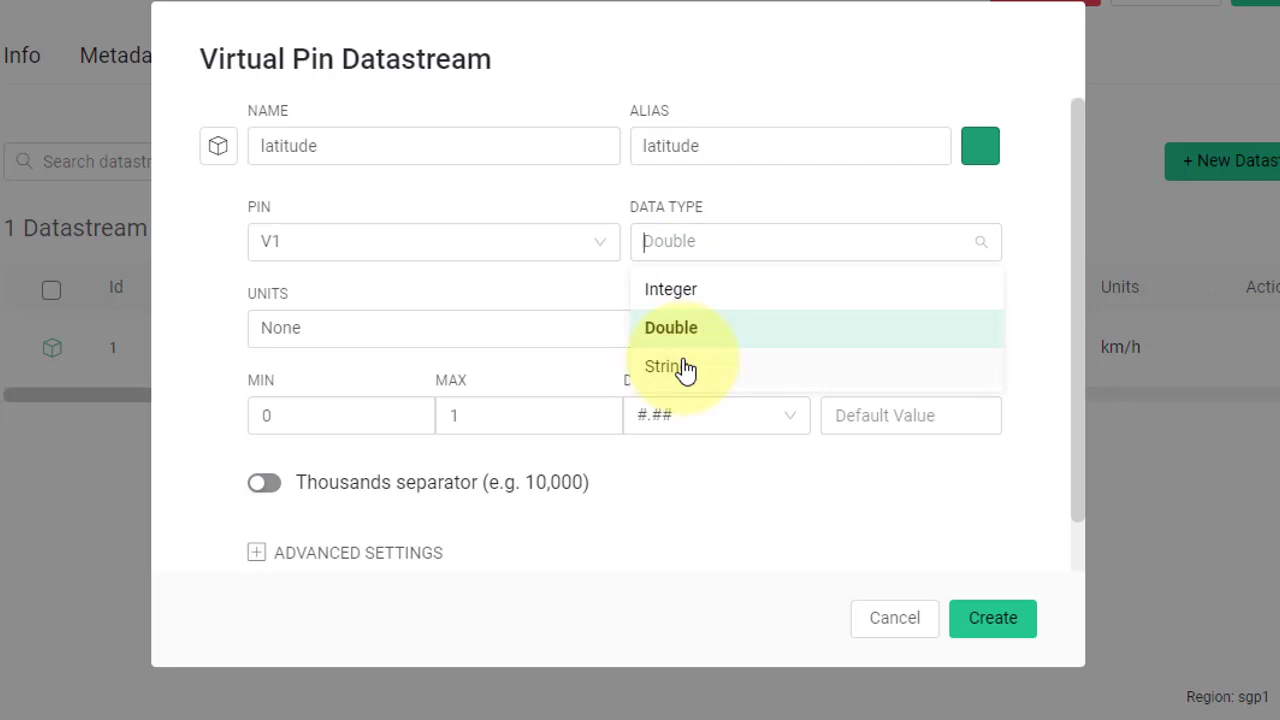 Info Metada
Virtual Pin Datastream
NAME ALIAS
latitude latitude
Search datastr
+ New Datas
PIN DATA TYPE
V1 Double
1 Datastream
Integer
Id UNITS Units Actio
None Double
1 km/h
Strin
MIN MAX D
0 1 #.## Default Value
Thousands separator (e.g. 10,000)
ADVANCED SETTINGS
Cancel Create
Region: sgp1